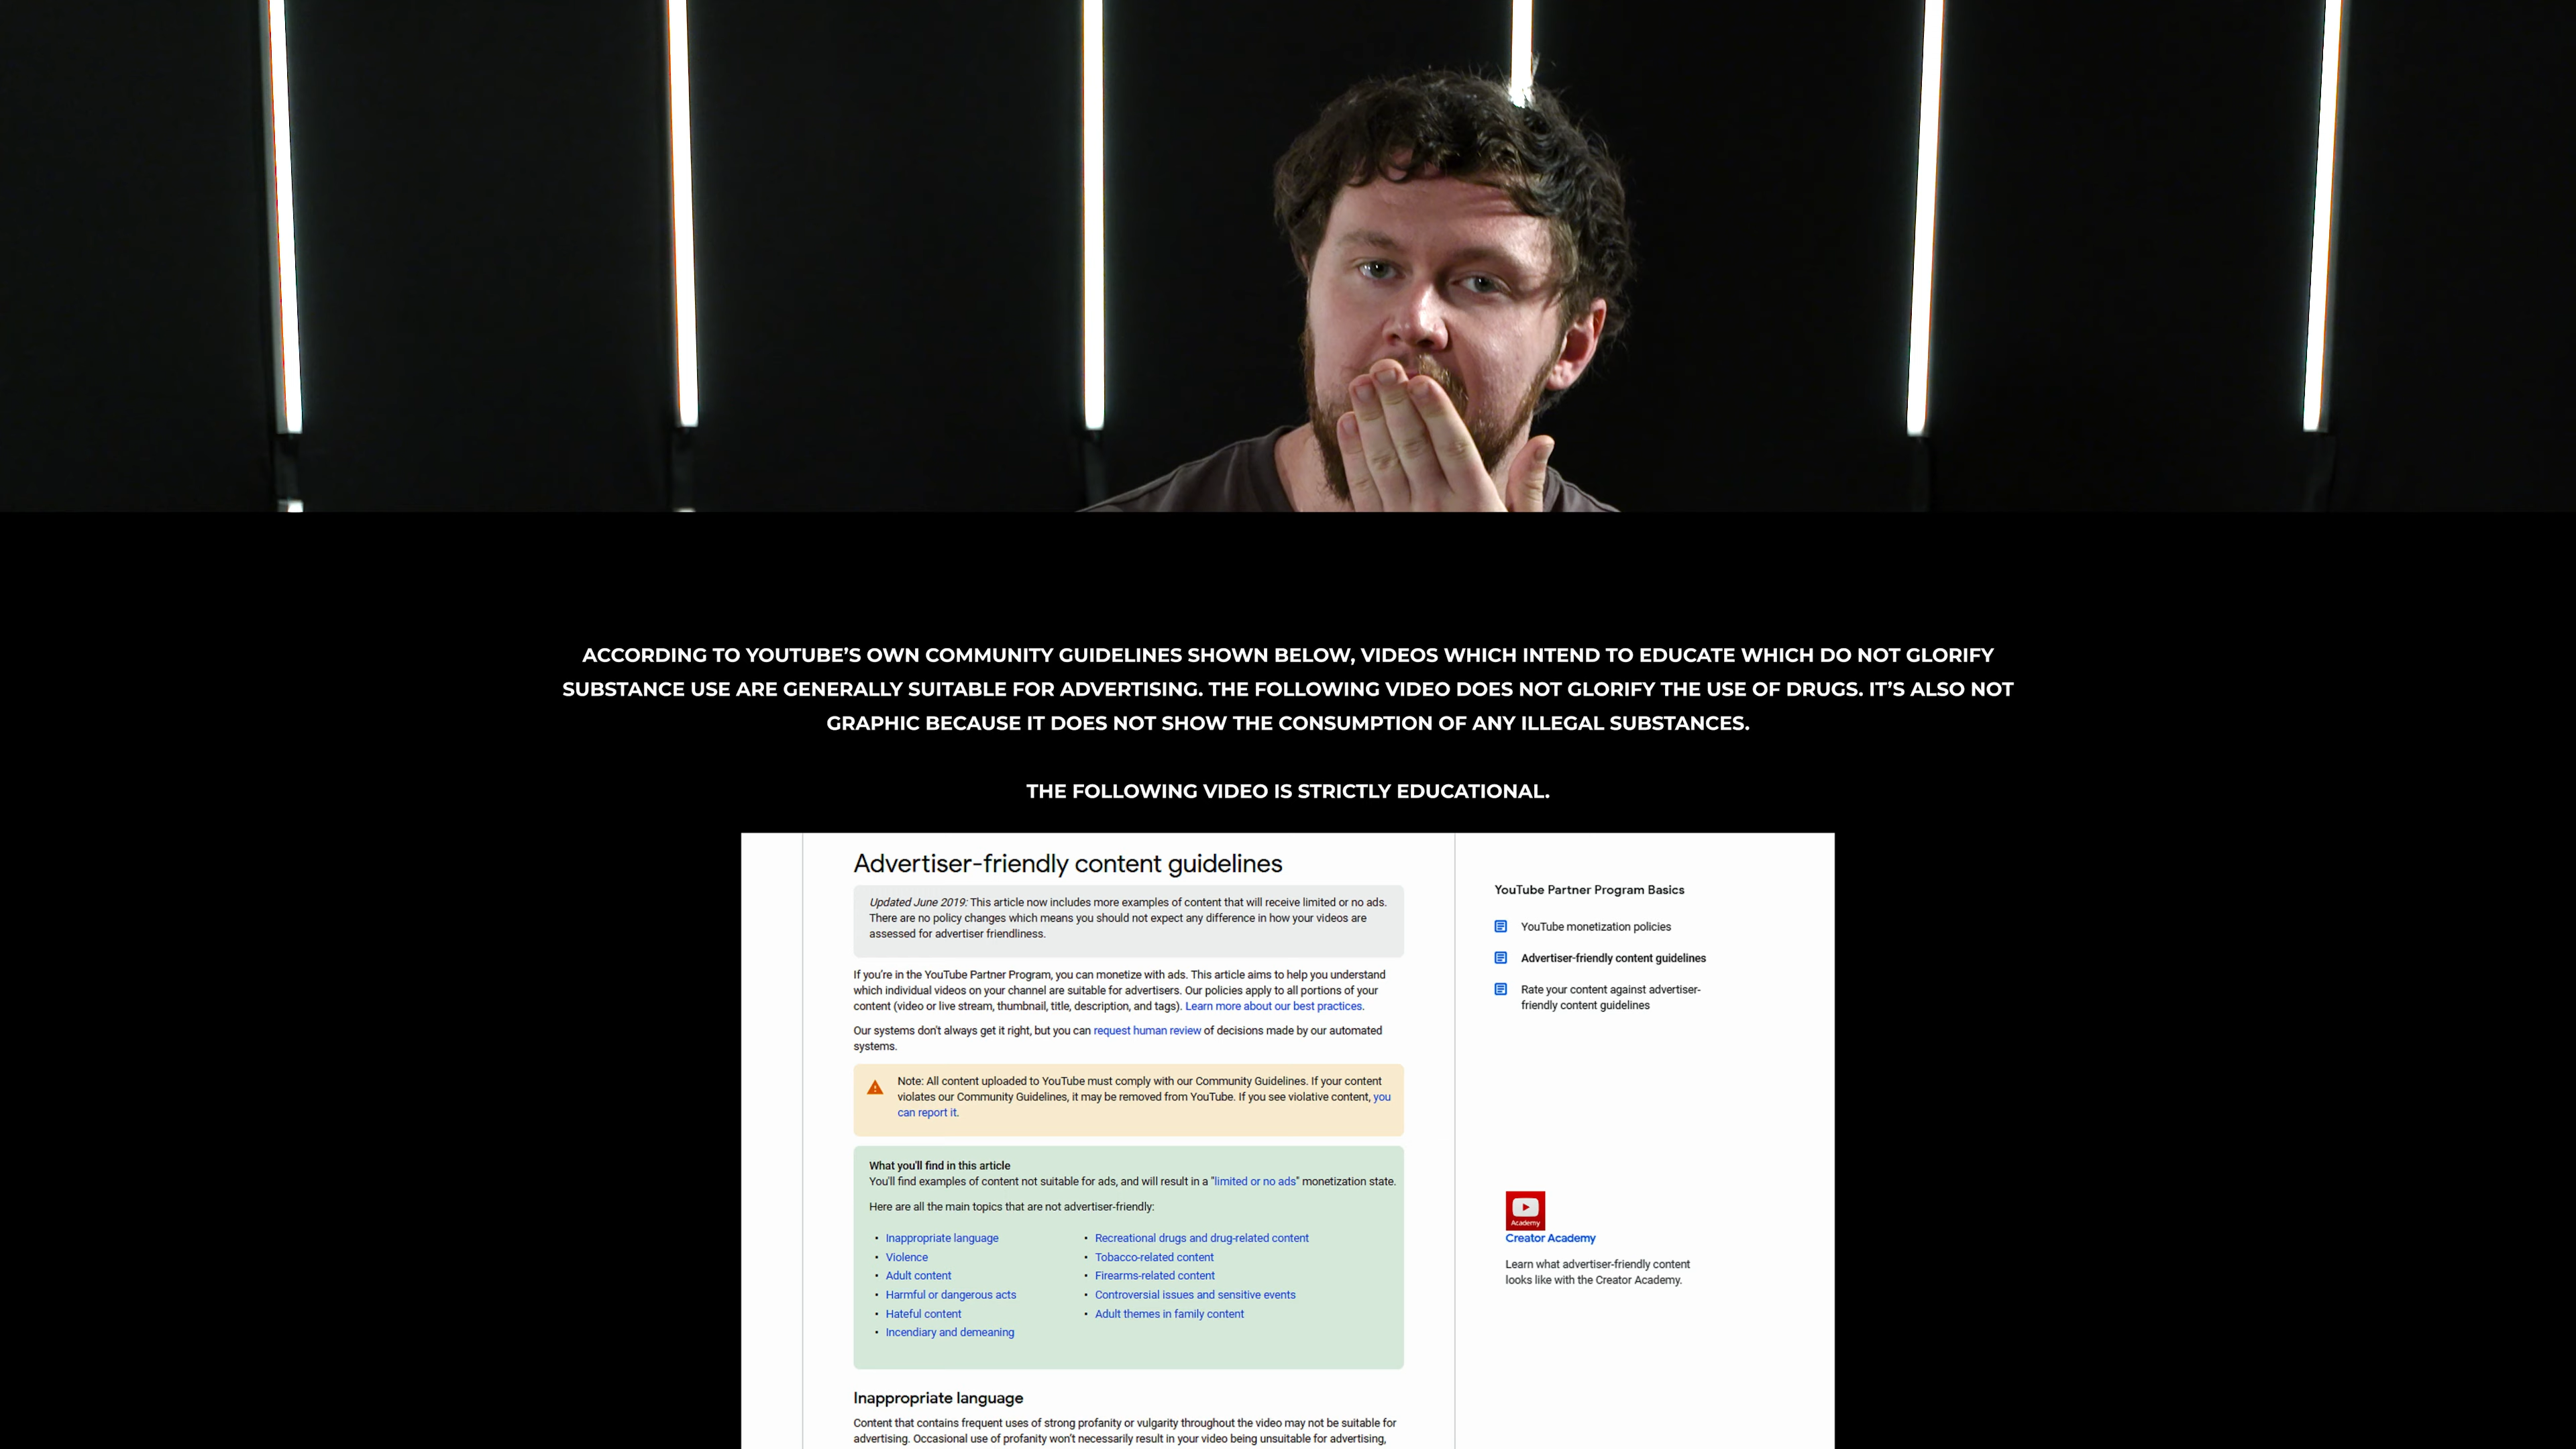 ACCORDING TO YOUTUBE’S OWN COMMUNITY GUIDELINES SHOWN BELOW, VIDEOS WHICH INTEND TO EDUCATE WHICH DO NOT GLORIFY
SUBSTANCE USE ARE GENERALLY SUITABLE FOR ADVERTISING. THE FOLLOWING VIDEO DOES NOT GLORIFY THE USE OF DRUGS. IT’S ALSO NOT
GRAPHIC BECAUSE IT DOES NOT SHOW THE CONSUMPTION OF ANY ILLEGAL SUBSTANCES.
THE FOLLOWING VIDEO IS STRICTLY EDUCATIONAL.
Advertiser-friendly content guidelines
Updated June 2019: This article now includes more examples of content that will receive limited or no ads.
There are no policy changes which means you should not expect any difference in how your videos are
assessed for advertiser friendliness.
If you’re in the YouTube Partner Program, you can monetize with ads. This article aims to help you understand
which individual videos on your channel are suitable for advertisers. Our policies apply to all portions of your
content (video or live stream, thumbnail, title, description, and tags). Learn more about our best practices.
Our systems don't always get it right, but you can request human review of decisions made by our automated
systems.
Note: All content uploaded to YouTube must comply with our Community Guidelines. If your content
violates our Community Guidelines, it may be removed from YouTube. If you see violative content, you
can report it.
What you'll find in this article
You'll find examples of content not suitable for ads, and will result in a "limited or no ads" monetization state.
Here are all the main topics that are not advertiser-friendly:
• Inappropriate language
• Violence
• Adult content
• Harmful or dangerous acts
• Hateful content
• Incendiary and demeaning
• Recreational drugs and drug-related content
• Tobacco-related content
• Firearms-related content
• Controversial issues and sensitive events
• Adult themes in family content
Inappropriate language
Content that contains frequent uses of strong profanity or vulgarity throughout the video may not be suitable for
advertising. Occasional use of profanity won’t necessarily result in your video being unsuitable for advertising,
YouTube Partner Program Basics
YouTube monetization policies
Advertiser-friendly content guidelines
Rate your content against advertiser-
friendly content guidelines
Academy
Creator Academy
Learn what advertiser-friendly content
looks like with the Creator Academy.